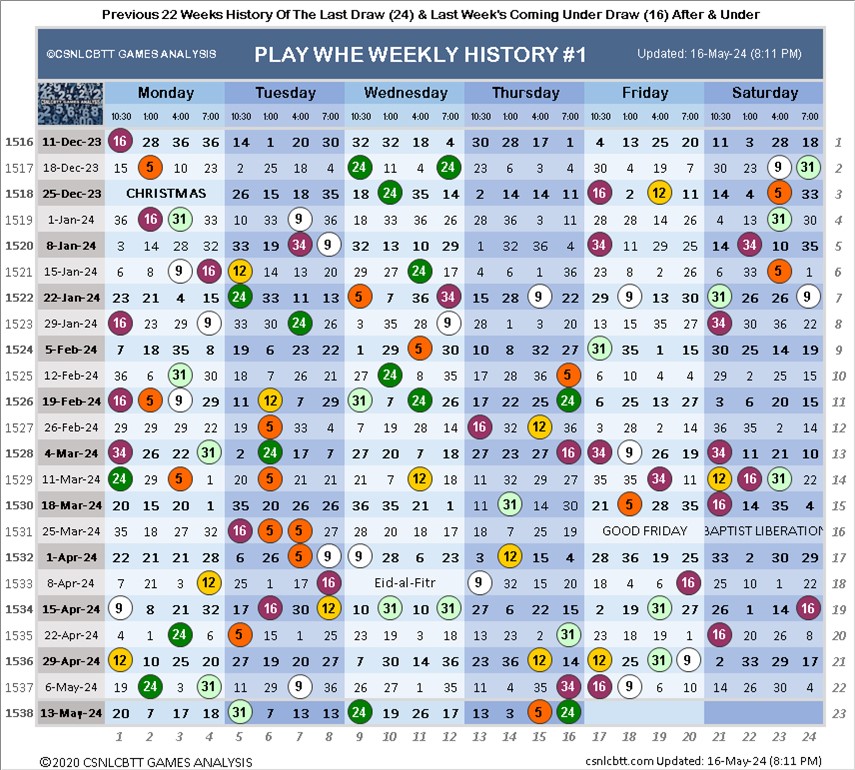 Previous 22 Weeks History Of The Last Draw (24) & Last Week's Coming Under Draw (16) After & Under
©CSNLCBTT GAMES ANALYSIS PLAY WHE WEEKLY HISTORY #1 Updated: 16-May-24 (8:11 PM)
CSNLCBTT GAMES ANALYSIS Monday Tuesday Wednesday Thursday Friday Saturday
10:30 1:00 4:00 7:00 10:30 1:00 4:00 7:00 10:30 1:00 4:00 7:00 10:30 1:00 4:00 7:00 10:30 1:00 4:00 7:00 10:30 1:00 4:00 7:00
1516 11-Dec-23 16 28 36 36 14 1 20 30 32 32 18 4 30 28 17 1 4 13 25 20 11 3 28 18 1
1517 18-Dec-23 15 5 10 23 2 25 18 4 24 11 4 24 2 6 3 4 30 4 19 7 30 23 9 31 2
1518 25-Dec-23 CHRISTMAS 26 15 18 35 18 24 35 14 2 14 14 11 16 2 12 11 14 4 5 33 3
1519 1-Jan-24 36 16 31 33 10 33 9 36 18 33 36 26 28 36 3 11 28 28 14 26 4 23 31 30 4
1520 8-Jan-24 3 14 28 32 33 19 34 9 32 13 10 29 1 32 36 4 34 11 29 25 14 34 10 35 5
1521 15-Jan-24 6 8 9 16 12 14 13 20 29 27 24 17 4 6 1 36 23 8 2 26 6 33 5 1 6
1522 22-Jan-24 23 21 4 15 24 33 11 13 5 7 36 34 15 28 9 22 29 9 13 30 31 26 26 9 7
1523 29-Jan-24 16 23 29 9 33 30 24 26 3 35 28 9 28 1 3 20 13 15 35 27 34 30 36 22 8
1524 5-Feb-24 7 18 35 8 19 6 23 22 1 29 5 30 10 8 32 27 31 35 1 15 30 25 14 19 9
1525 12-Feb-24 3 6 31 30 18 7 26 21 10 24 8 35 17 28 36 5 6 10 4 4 29 2 25 15 10
1526 19-Feb-24 16 5 9 29 11 12 7 29 31 7 24 26 17 22 25 24 6 25 13 17 3 6 20 15 11
1527 26-Feb-24 29 29 29 22 33 5 33 4 7 19 28 14 16 32 12 36 3 28 2 14 36 35 2 14 12
1528 4-Mar-24 34 26 22 31 2 24 17 7 27 20 7 18 27 23 27 16 34 9 26 19 34 11 21 10 13
1529 11-Mar-24 24 29 5 1 20 5 21 21 20 11 12 18 36 7 4 30 35 19 34 11 12 16 31 22 14
1530 18-Mar-24 20 15 20 1 35 20 26 26 36 35 21 1 14 31 14 30 21 5 28 35 16 14 35 4 15
1531 25-Mar-24 35 18 27 32 16 5 5 27 28 20 18 17 18 7 25 19 GOOD FRIDAY BAPTIST LIBERATION 16
1532 1-Apr-24 22 21 21 28 6 26 5 9 9 28 6 23 3 12 15 4 28 36 19 25 33 2 30 29 17
1533 8-Apr-24 7 21 3 12 25 1 17 16 Eid-al-Fitr 9 32 15 20 18 4 6 16 25 10 1 22 18
1534 15-Apr-24 9 8 21 32 17 16 30 12 10 31 10 31 27 6 22 15 2 19 31 27 26 1 14 16 19
1535 22-Apr-24 4 1 24 6 5 15 1 25 23 19 3 18 13 23 2 31 23 18 19 1 16 20 26 8 20
1536 29-Apr-24 12 10 25 20 27 19 20 27 7 30 14 36 23 36 12 14 12 25 31 9 2 33 29 17 21
1537 6-May-24 19 24 3 31 11 29 9 36 26 27 1 35 11 4 35 34 16 9 6 10 14 26 30 4 22
1538 13-May-24 20 7 17 18 31 7 13 13 24 19 26 17 13 3 5 24 23
1 2 3 4 5 6 7 8 9 10 11 12 13 14 15 16 17 18 19 20 21 22 23 24
©2020 CSNLCBTT GAMES ANALYSIS csnlcbtt.com Updated: 16-May-24 (8:11 PM)